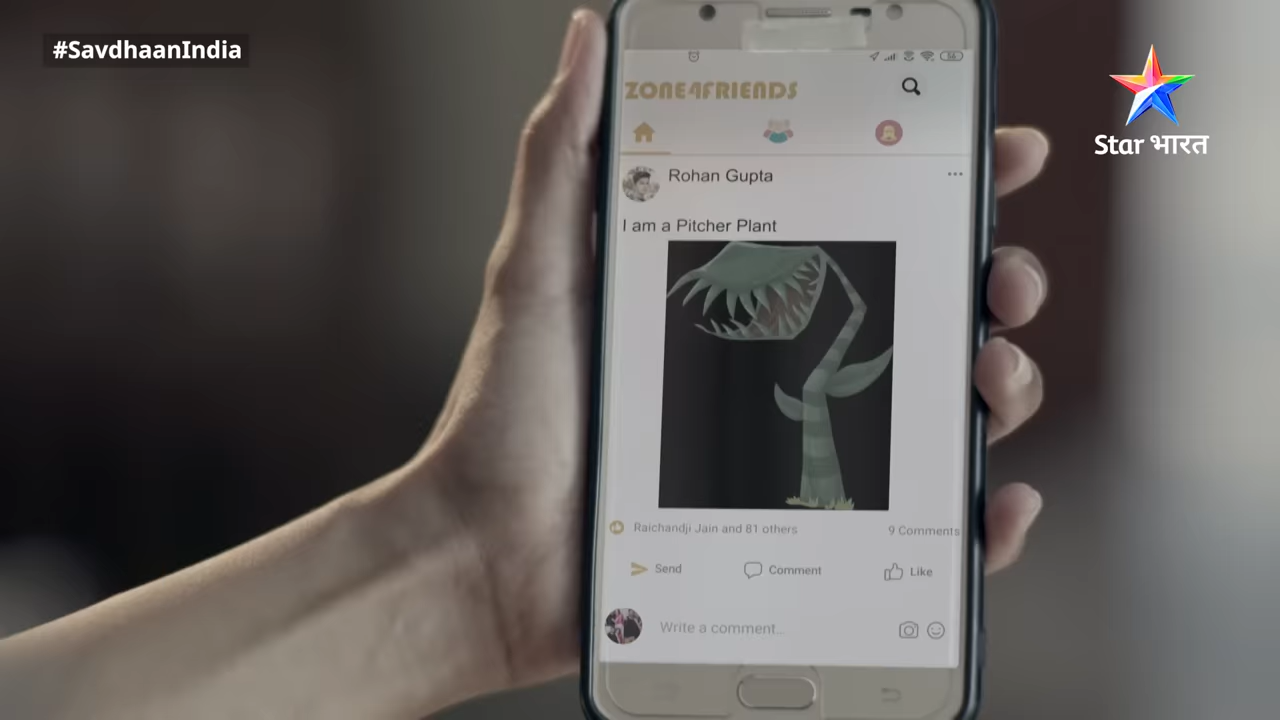 #SavdhaanIndia
Star भारत
56
ZONE4FRIENDS
Rohan Gupta
I am a Pitcher Plant
Raichandji Jain and 81 others
9 Comments
Send
Comment
Like
Write a comment...